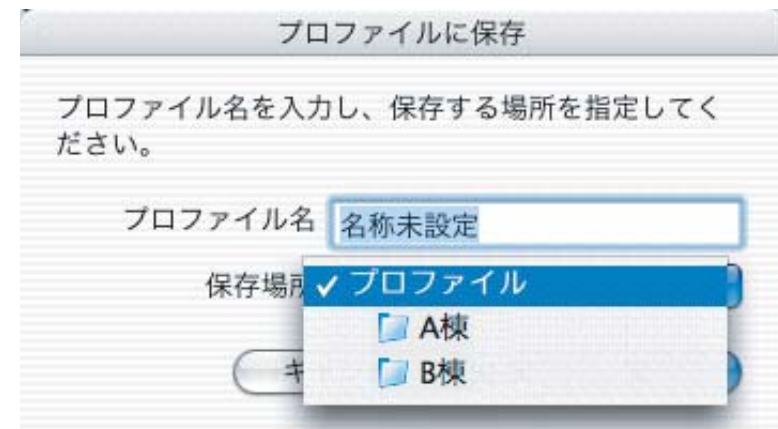 プロファイルに保存
プロファイル名を入力し、保存する場所を指定してく
ださい。
プロファイル名 名称未設定
保存場所 ✓ プロファイル
A棟
キ B棟